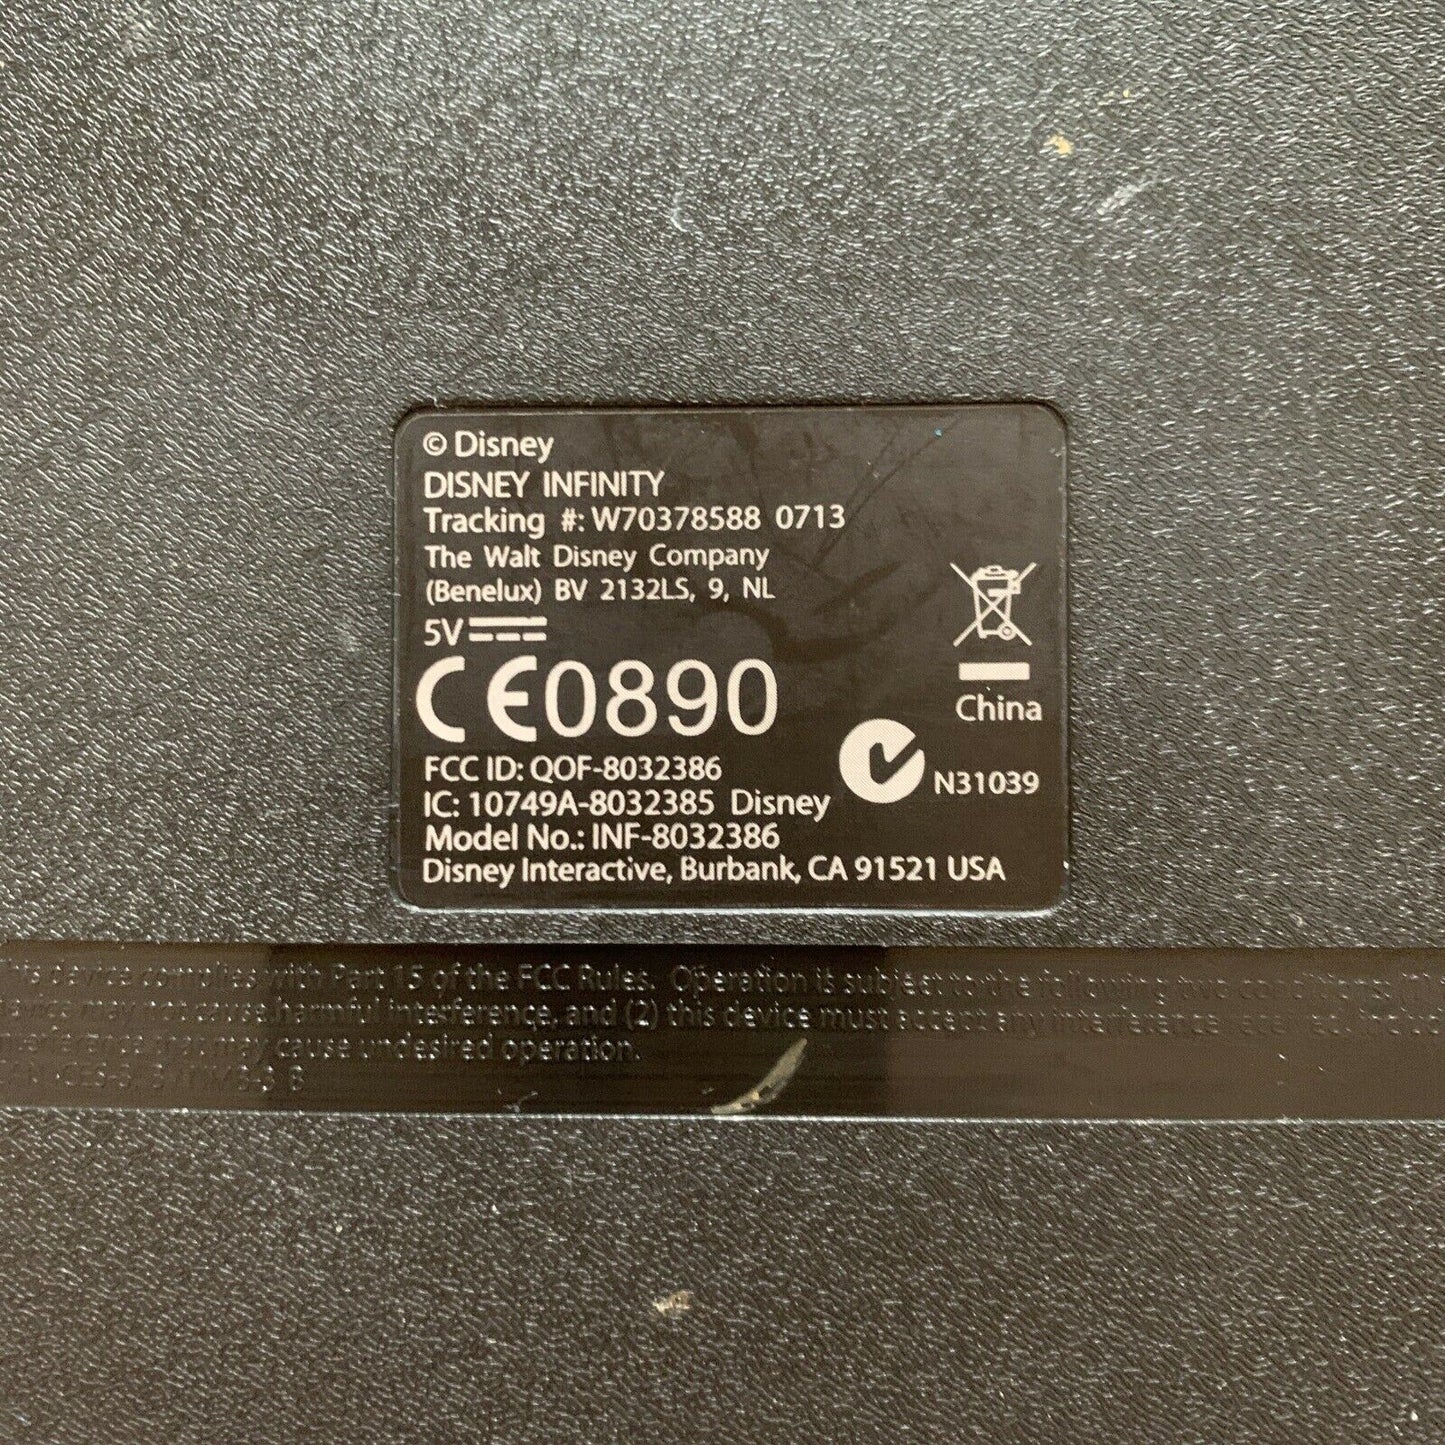 © Disney
DISNEY INFINITY
Tracking #: W70378588 0713
The Walt Disney Company
(Benelux) BV 2132LS, 9, NL
5V
CE0890
China
FCC ID: QOF-8032386
N31039
IC: 10749A-8032385 Disney
Model No.: INF-8032386
Disney Interactive, Burbank, CA 91521 USA
device complies with Part 15 of the FCC Rules. Operation is subject to the following two conditions:
may not cause harmful interference, and (2) this device must accept any interference
may cause undesired operation.